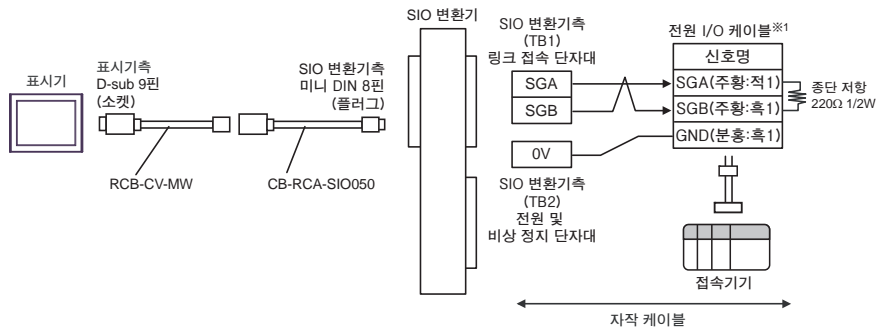 SIO 변환기
표시기
표시기측
D-sub 9핀
(소켓)
SIO 변환기측
미니 DIN 8핀
(플러그)
RCB-CV-MW
CB-RCA-SIO050
SIO 변환기측
(TB1)
링크 접속 단자대
SGA
SGB
0V
SIO 변환기측
(TB2)
전원 및
비상 정지 단자대
전원 I/O 케이블※1
신호명
SGA(주황:적1)
SGB(주황:흑1)
GND(분홍:흑1)
종단 저항
220Ω 1/2W
접속기기
자작 케이블